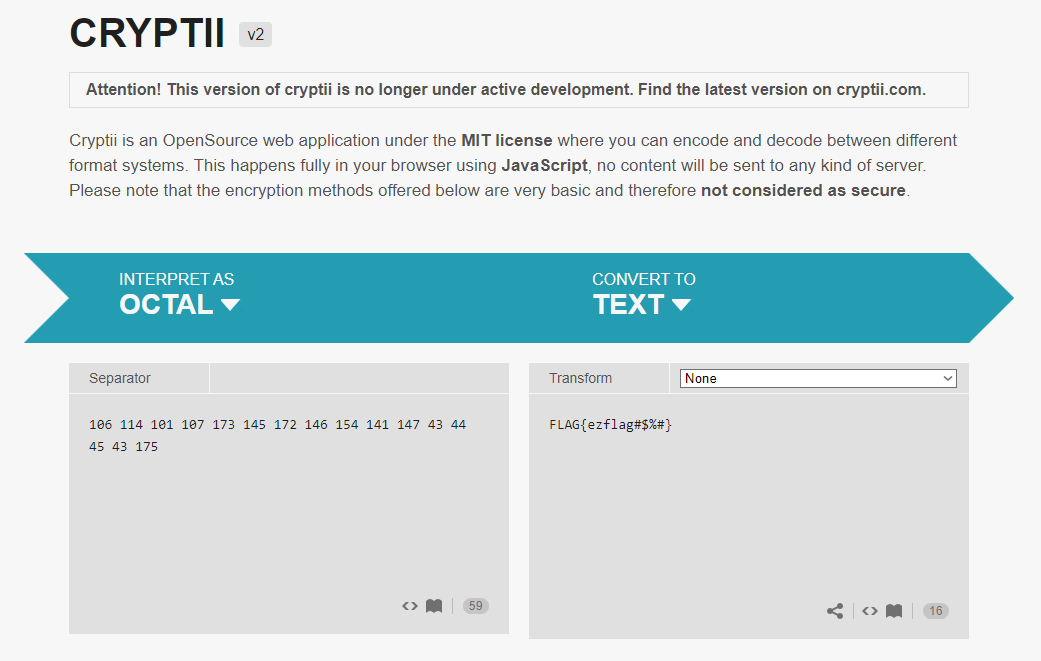 CRYPTII v2
Attention! This version of cryptii is no longer under active development. Find the latest version on cryptii.com.
Cryptii is an OpenSource web application under the MIT license where you can encode and decode between different
format systems. This happens fully in your browser using JavaScript, no content will be sent to any kind of server.
Please note that the encryption methods offered below are very basic and therefore not considered as secure.
INTERPRET AS
OCTAL
CONVERT TO
TEXT
Separator
106 114 101 107 173 145 172 146 154 141 147 43 44
45 43 175
59
Transform
None
FLAG{ezflag#$%#}
16